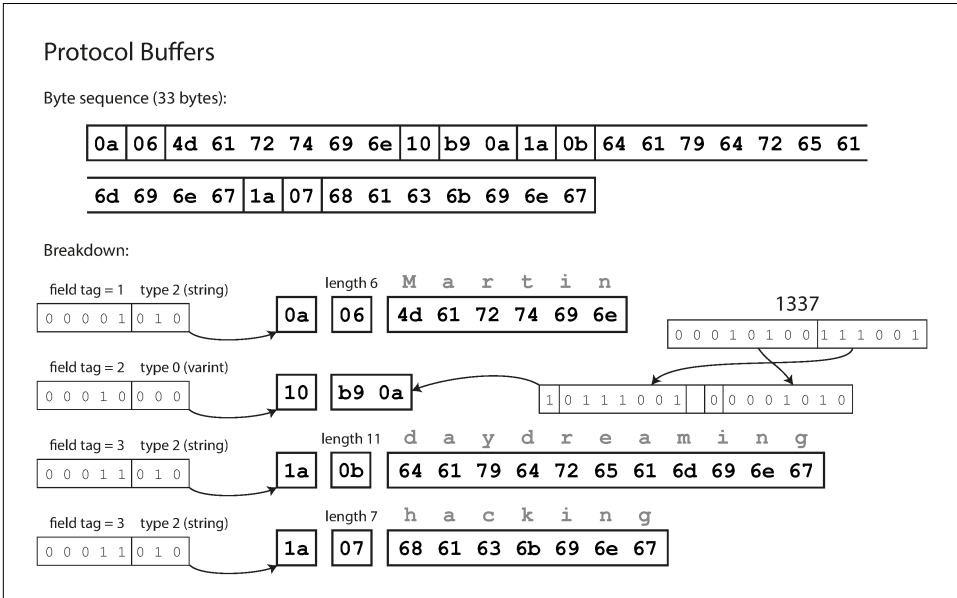 Protocol Buffers
Byte sequence (33 bytes):
0a 06 4d 61 72 74 69 6e 10 b9 0a 1a 0b 64 61 79 64 72 65 61
6d 69 6e 67 1a 07 68 61 63 6b 69 6e 67
Breakdown:
field tag = 1 type 2 (string) length 6 M a r t i n
0 0 0 0 1 0 1 0 0a 06 4d 61 72 74 69 6e
1337
0 0 0 1 0 1 0 0 1 1 1 0 0 1
field tag = 2 type 0 (varint)
0 0 0 1 0 0 0 0 10 b9 0a 1 0 1 1 1 0 0 1 0 0 0 0 1 0 1 0
field tag = 3 type 2 (string) length 11 d a y d r e a m i n g
0 0 0 1 1 0 1 0 1a 0b 64 61 79 64 72 65 61 6d 69 6e 67
field tag = 3 type 2 (string) length 7 h a c k i n g
0 0 0 1 1 0 1 0 1a 07 68 61 63 6b 69 6e 67